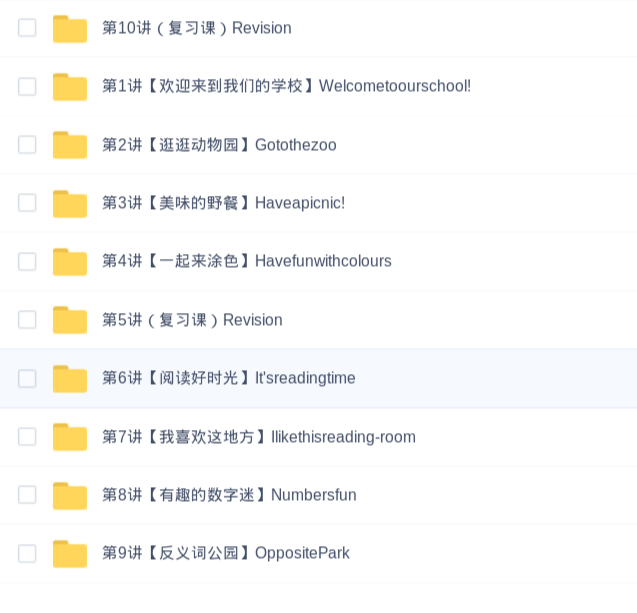 第10讲（复习课）Revision
第1讲【欢迎来到我们的学校】Welcometoourschool!
第2讲【逛逛动物园】Gotothezoo
第3讲【美味的野餐】Haveapicnic!
第4讲【一起来涂色】Havefunwithcolours
第5讲（复习课）Revision
第6讲【阅读好时光】It'sreadingtime
第7讲【我喜欢这地方】Ilikethisreading-room
第8讲【有趣的数字迷】Numbersfun
第9讲【反义词公园】OppositePark